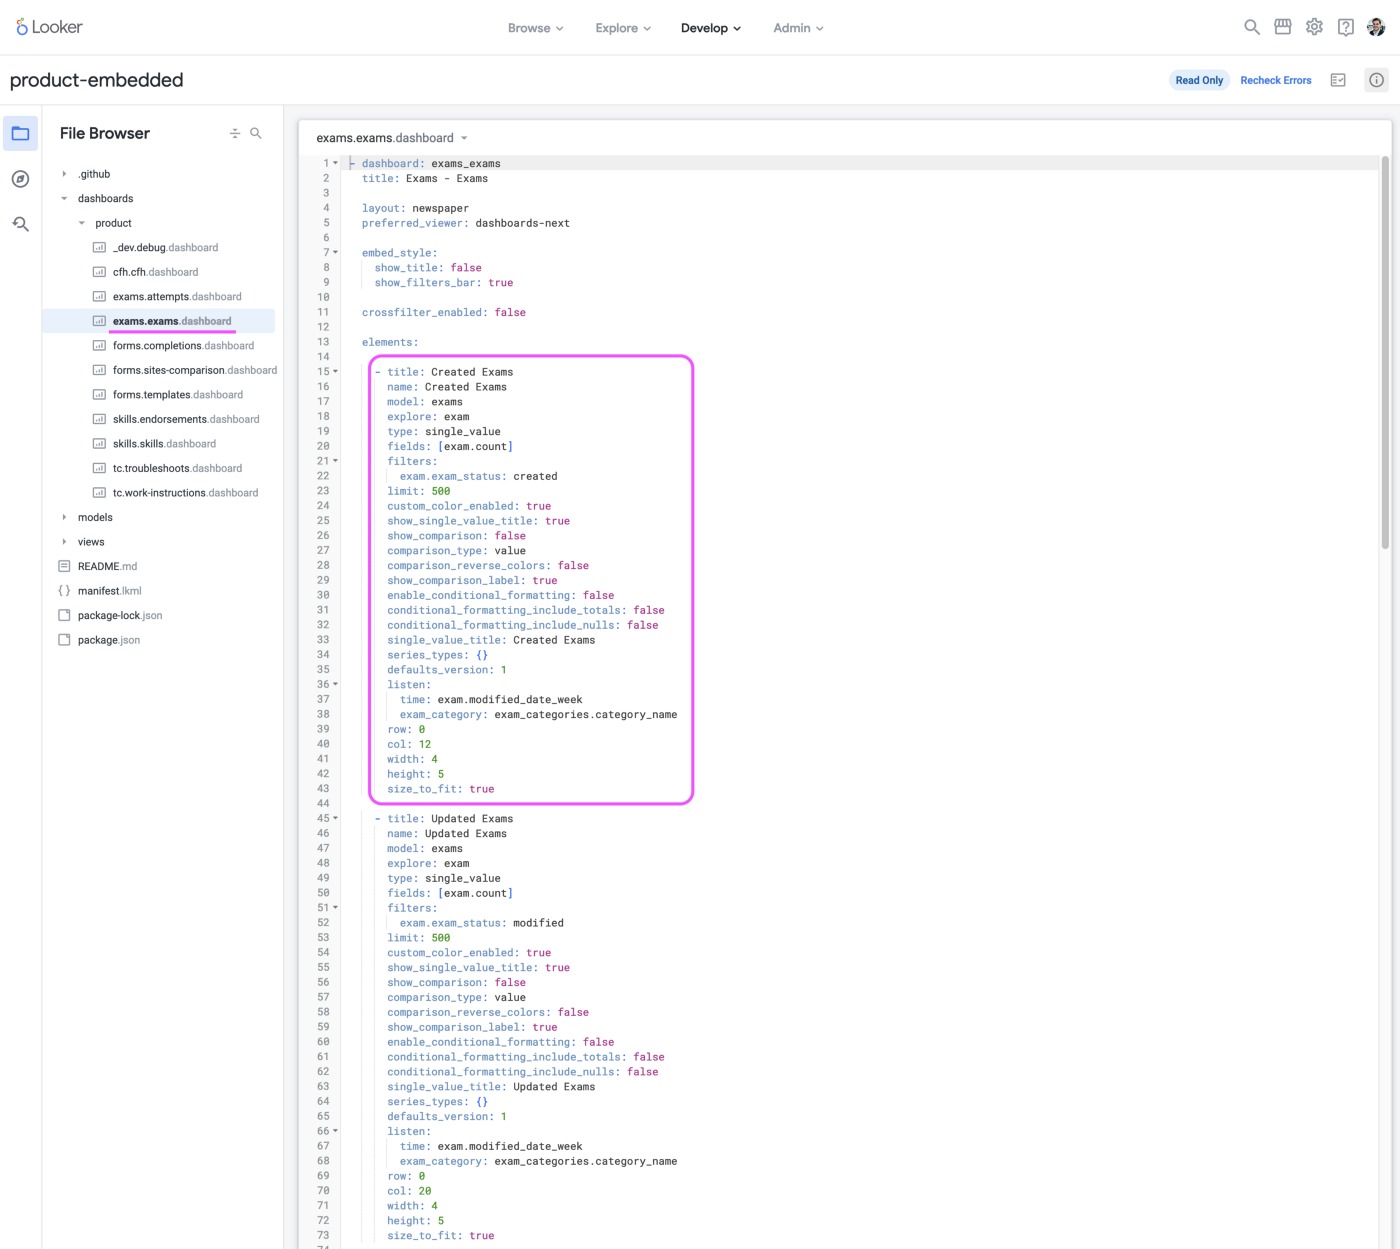 Looker
Browse
Explore
Develop
Admin
product-embedded
Read Only
Recheck Errors
File Browser
.github
dashboards
product
_dev.debug.dashboard
cfh.cfh.dashboard
exams.attempts.dashboard
exams.exams.dashboard
forms.completions.dashboard
forms.sites-comparison.dashboard
forms.templates.dashboard
skills.endorsements.dashboard
skills.skills.dashboard
tc.troubleshoots.dashboard
tc.work-instructions.dashboard
models
views
README.md
manifest.lkml
package-lock.json
package.json
exams.exams.dashboard
1 - dashboard: exams_exams
2 title: Exams - Exams
3
4 layout: newspaper
5 preferred_viewer: dashboards-next
6
7 embed_style:
8 show_title: false
9 show_filters_bar: true
10
11 crossfilter_enabled: false
12
13 elements:
14
15 - title: Created Exams
16 name: Created Exams
17 model: exams
18 explore: exam
19 type: single_value
20 fields: [exam.count]
21 filters:
22 exam.exam_status: created
23 limit: 500
24 custom_color_enabled: true
25 show_single_value_title: true
26 show_comparison: false
27 comparison_type: value
28 comparison_reverse_colors: false
29 show_comparison_label: true
30 enable_conditional_formatting: false
31 conditional_formatting_include_totals: false
32 conditional_formatting_include_nulls: false
33 single_value_title: Created Exams
34 series_types: {}
35 defaults_version: 1
36 listen:
37 time: exam.modified_date_week
38 exam_category: exam_categories.category_name
39 row: 0
40 col: 12
41 width: 4
42 height: 5
43 size_to_fit: true
44
45 - title: Updated Exams
46 name: Updated Exams
47 model: exams
48 explore: exam
49 type: single_value
50 fields: [exam.count]
51 filters:
52 exam.exam_status: modified
53 limit: 500
54 custom_color_enabled: true
55 show_single_value_title: true
56 show_comparison: false
57 comparison_type: value
58 comparison_reverse_colors: false
59 show_comparison_label: true
60 enable_conditional_formatting: false
61 conditional_formatting_include_totals: false
62 conditional_formatting_include_nulls: false
63 single_value_title: Updated Exams
64 series_types: {}
65 defaults_version: 1
66 listen:
67 time: exam.modified_date_week
68 exam_category: exam_categories.category_name
69 row: 0
70 col: 20
71 width: 4
72 height: 5
73 size_to_fit: true